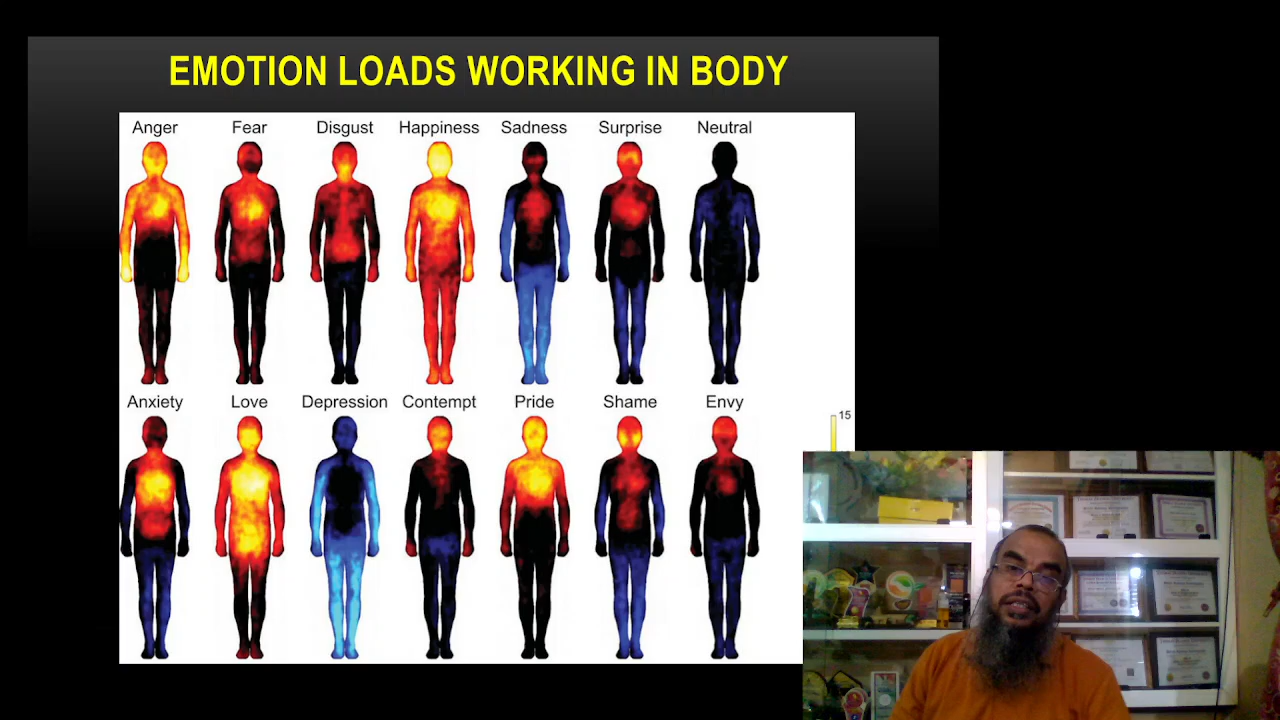 EMOTION LOADS WORKING IN BODY
Anger Fear Disgust Happiness Sadness Surprise Neutral
Anxiety Love Depression Contempt Pride Shame Envy
15